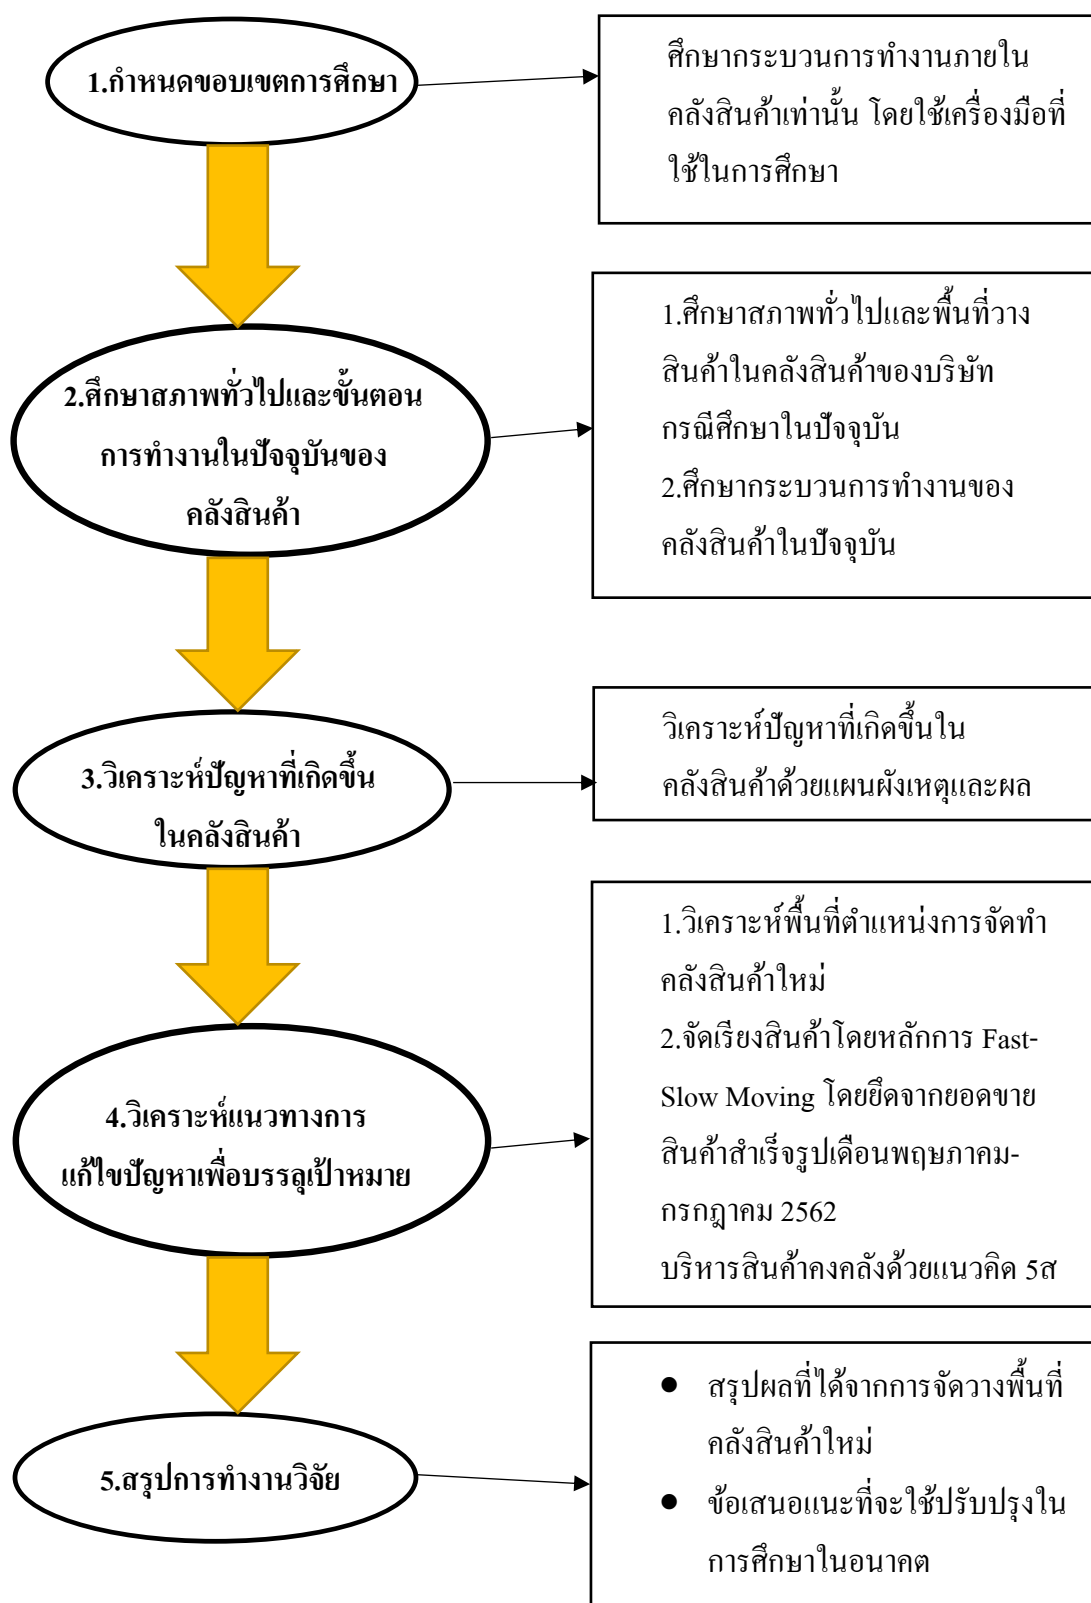 1.กำหนดขอบเขตการศึกษา
ศึกษากระบวนการทำงานภายใน
คลังสินค้าเท่านั้น โดยใช้เครื่องมือที่
ใช้ในการศึกษา
2.ศึกษาสภาพทั่วไปและขั้นตอน
การทำงานในปัจจุบันของ
คลังสินค้า
1.ศึกษาสภาพทั่วไปและพื้นที่วาง
สินค้าในคลังสินค้าของบริษัท
กรณีศึกษาในปัจจุบัน
2.ศึกษากระบวนการทำงานของ
คลังสินค้าในปัจจุบัน
3.วิเคราะห์ปัญหาที่เกิดขึ้น
ในคลังสินค้า
วิเคราะห์ปัญหาที่เกิดขึ้นใน
คลังสินค้าด้วยแผนผังเหตุและผล
4.วิเคราะห์แนวทางการ
แก้ไขปัญหาเพื่อบรรลุเป้าหมาย
1.วิเคราะห์พื้นที่ตำแหน่งการจัดทำ
คลังสินค้าใหม่
2.จัดเรียงสินค้าโดยหลักการ Fast-
Slow Moving โดยยึดจากยอดขาย
สินค้าสำเร็จรูปเดือนพฤษภาคม-
กรกฎาคม 2562
บริหารสินค้าคงคลังด้วยแนวคิด 5ส
5.สรุปการทำงานวิจัย
● สรุปผลที่ได้จากการจัดวางพื้นที่
คลังสินค้าใหม่
● ข้อเสนอแนะที่จะใช้ปรับปรุงใน
การศึกษาในอนาคต